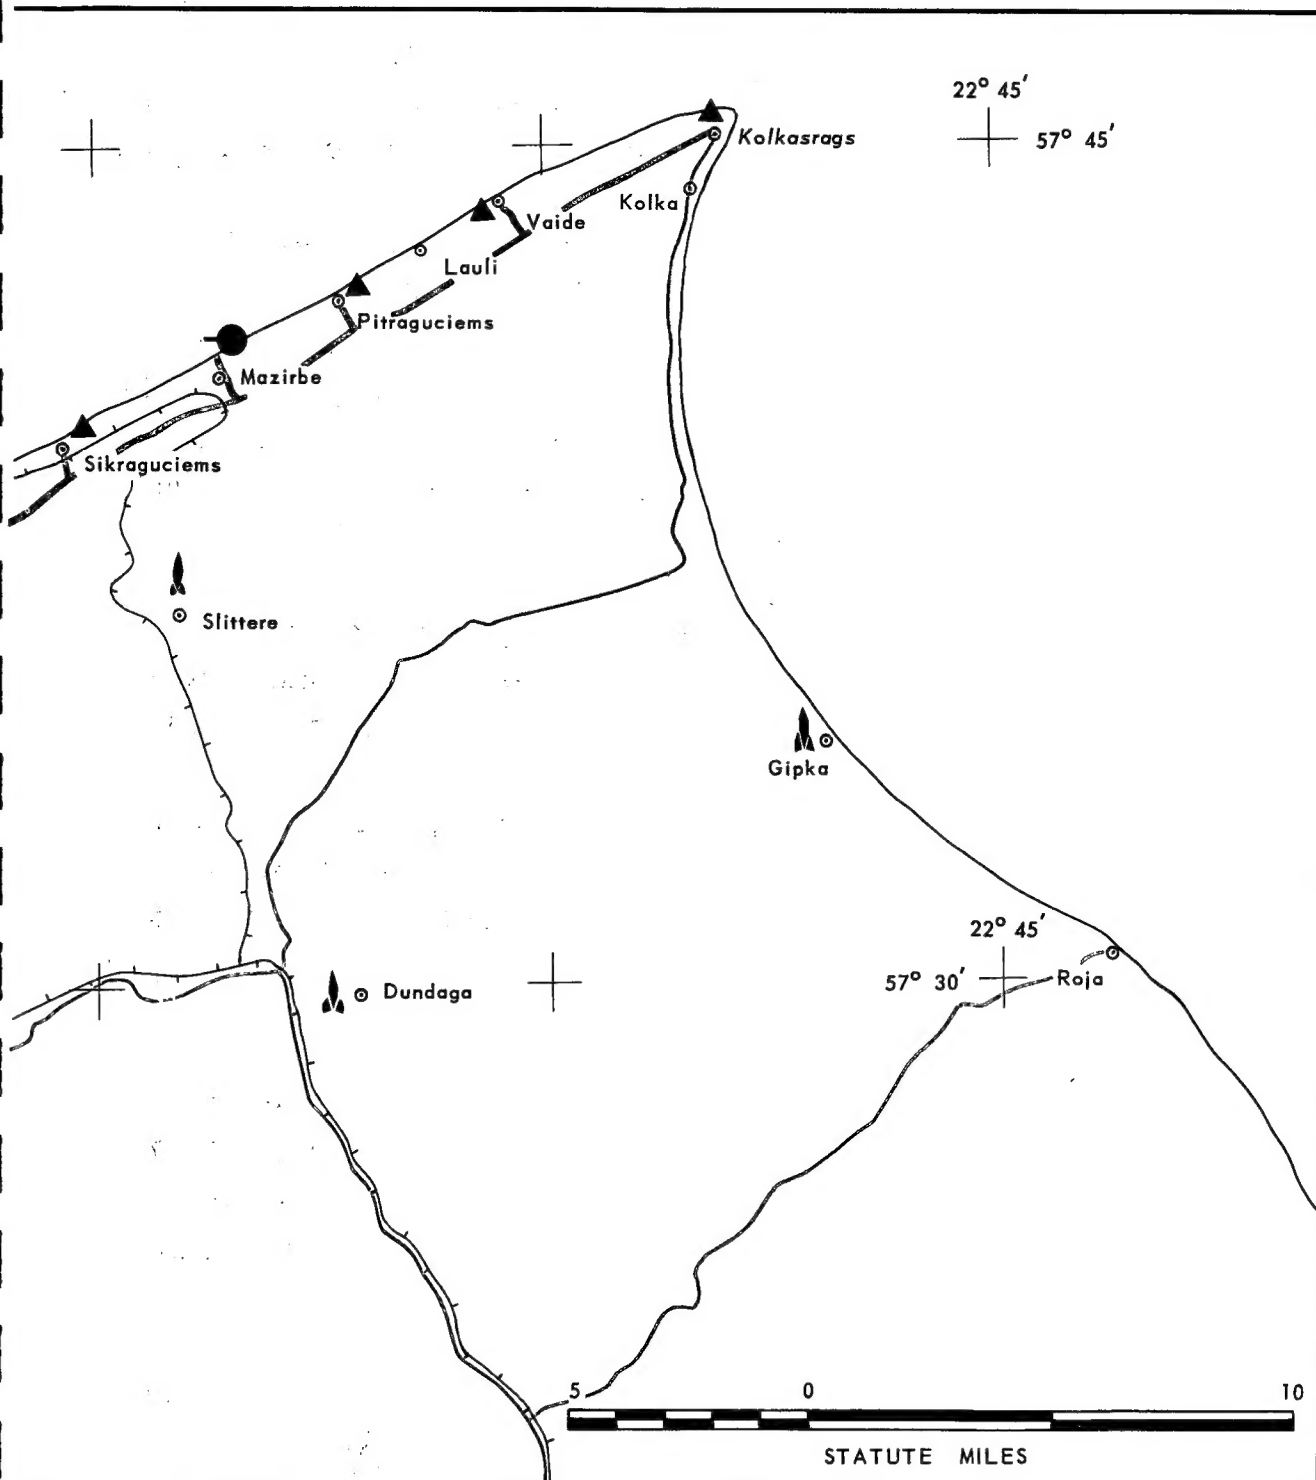 22° 45'
57° 45'
Kolkasrags
Kolka
Vaide
Lauli
Pitraguciems
Mazirbe
Sikraguciems
Slittere
Gipka
22° 45'
57° 30'
Roja
Dundaga
5 0 10
STATUTE MILES